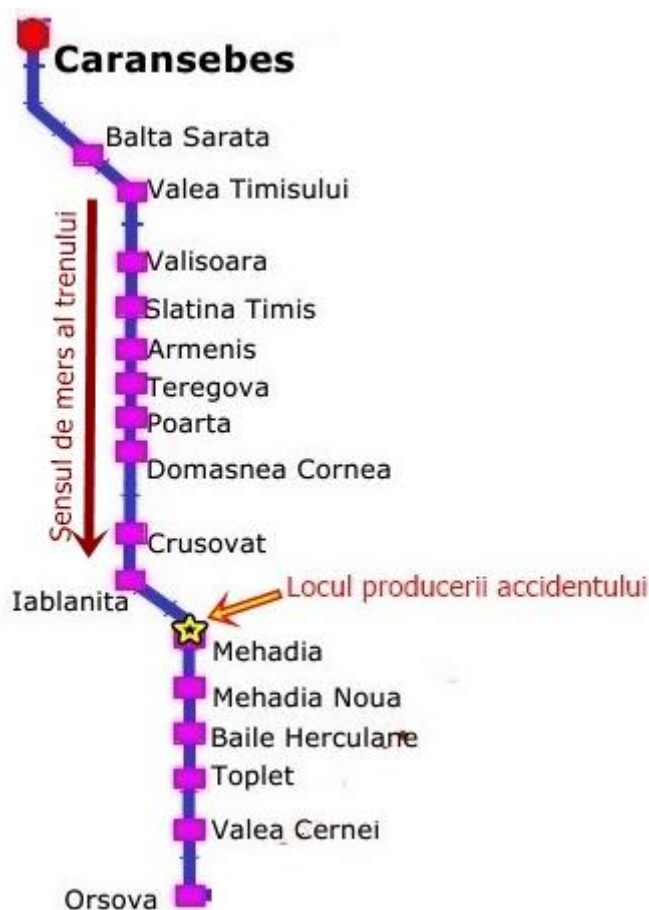 Caransebes
Balta Sarata
Valea Timisului
Sensul de mers al trenului
Valisoara
Slatina Timis
Armenis
Teregova
Poarta
Domasnea Cornea
Crusovat
Iablanita
Locul producerii accidentului
Mehadia
Mehadia Noua
Baile Herculane
Toplet
Valea Cernei
Orsova